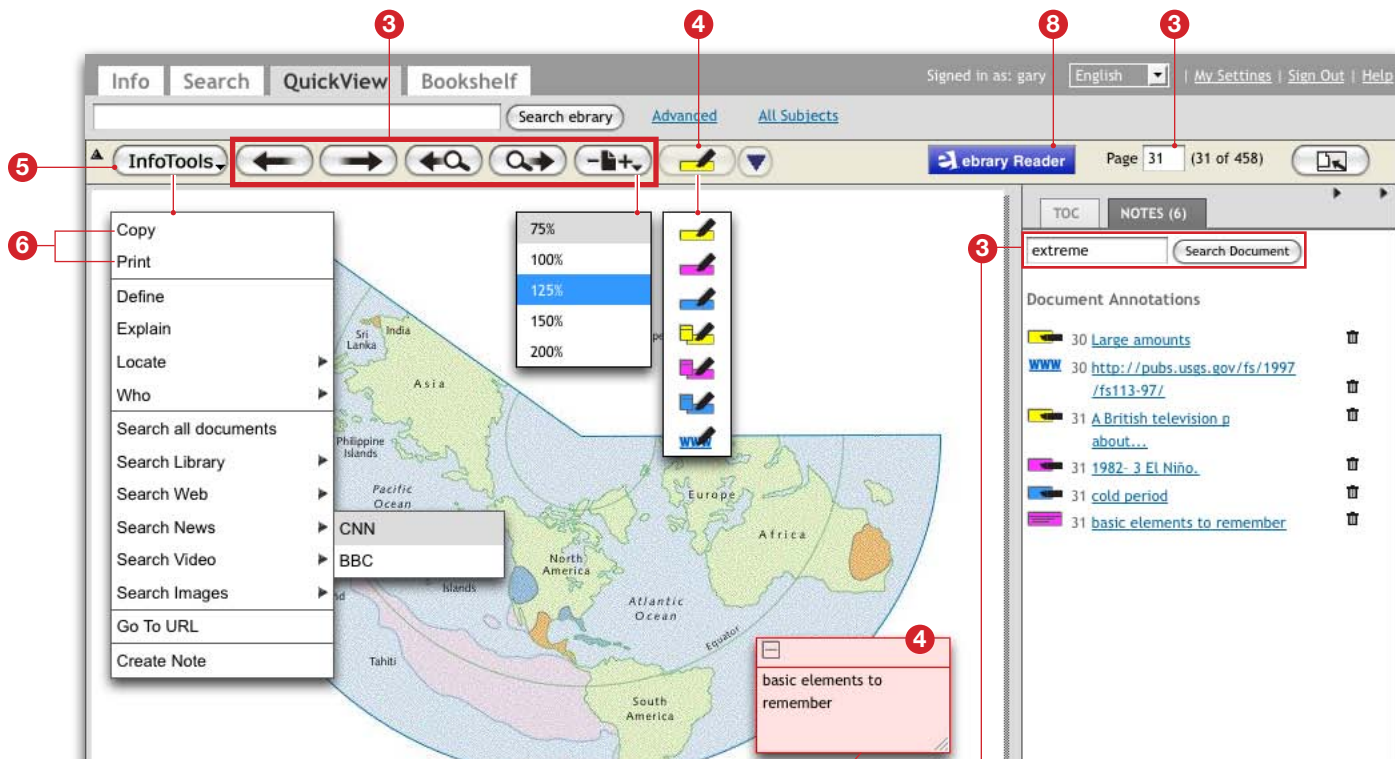 3
4
8
3
Info Search QuickView Bookshelf
Signed in as: gary English | My Settings | Sign Out | Help
Search ebrary Advanced All Subjects
5
InfoTools
ebrary Reader
Page 31 (31 of 458)
6
Copy
Print
Define
Explain
Locate
Who
Search all documents
Search Library
Search Web
Search News
Search Video
Search Images
Go To URL
Create Note
CNN
BBC
75%
100%
125%
150%
200%
WWW
Sri
Lanka
India
Asia
Philippine
Islands
Pacific
Ocean
Islands
Tahiti
North
America
Atlantic
Ocean
Equator
South
America
Europe
Africa
4
basic elements to
remember
TOC NOTES (6)
3
extreme Search Document
Document Annotations
30 Large amounts
WWW 30 http://pubs.usgs.gov/fs/1997
/fs113-97/
31 A British television p
about...
31 1982- 3 El Niño.
31 cold period
31 basic elements to remember